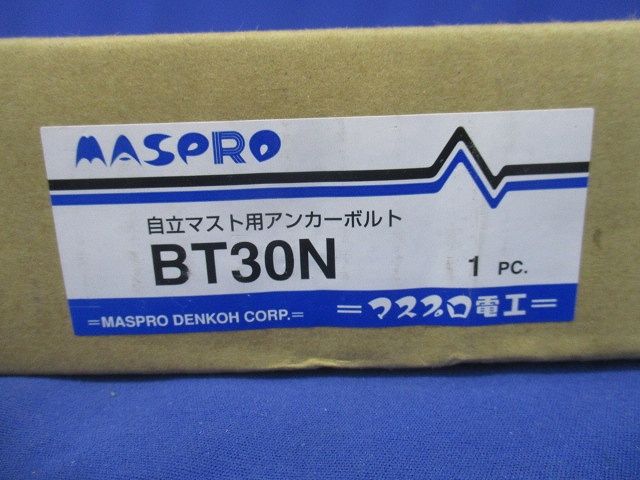 MASPRO
自立マスト用アンカーボルト
BT30N
1 PC.
=MASPRO DENKOH CORP.=
=マスプロ電工=